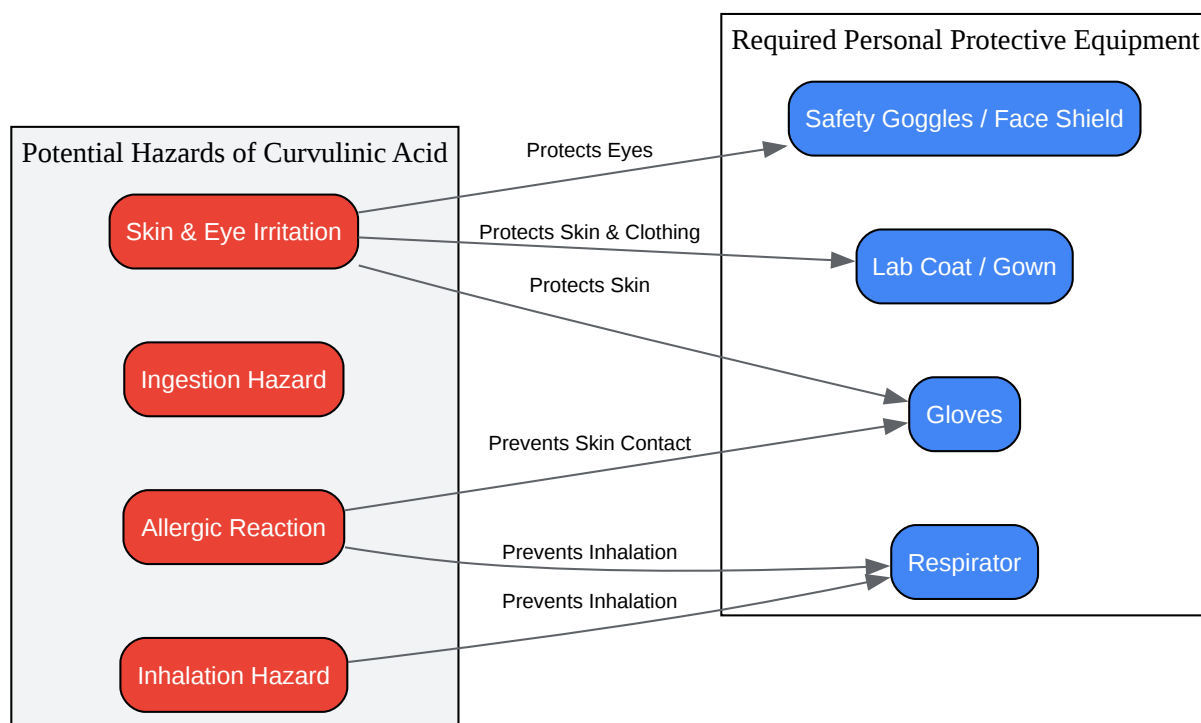 Required Personal Protective Equipment
Safety Goggles / Face Shield
Potential Hazards of Curvulinic Acid
Protects Eyes
Skin & Eye Irritation
Protects Skin & Clothing
Lab Coat / Gown
Protects Skin
Ingestion Hazard
Gloves
Prevents Skin Contact
Allergic Reaction
Prevents Inhalation
Respirator
Prevents Inhalation
Inhalation Hazard